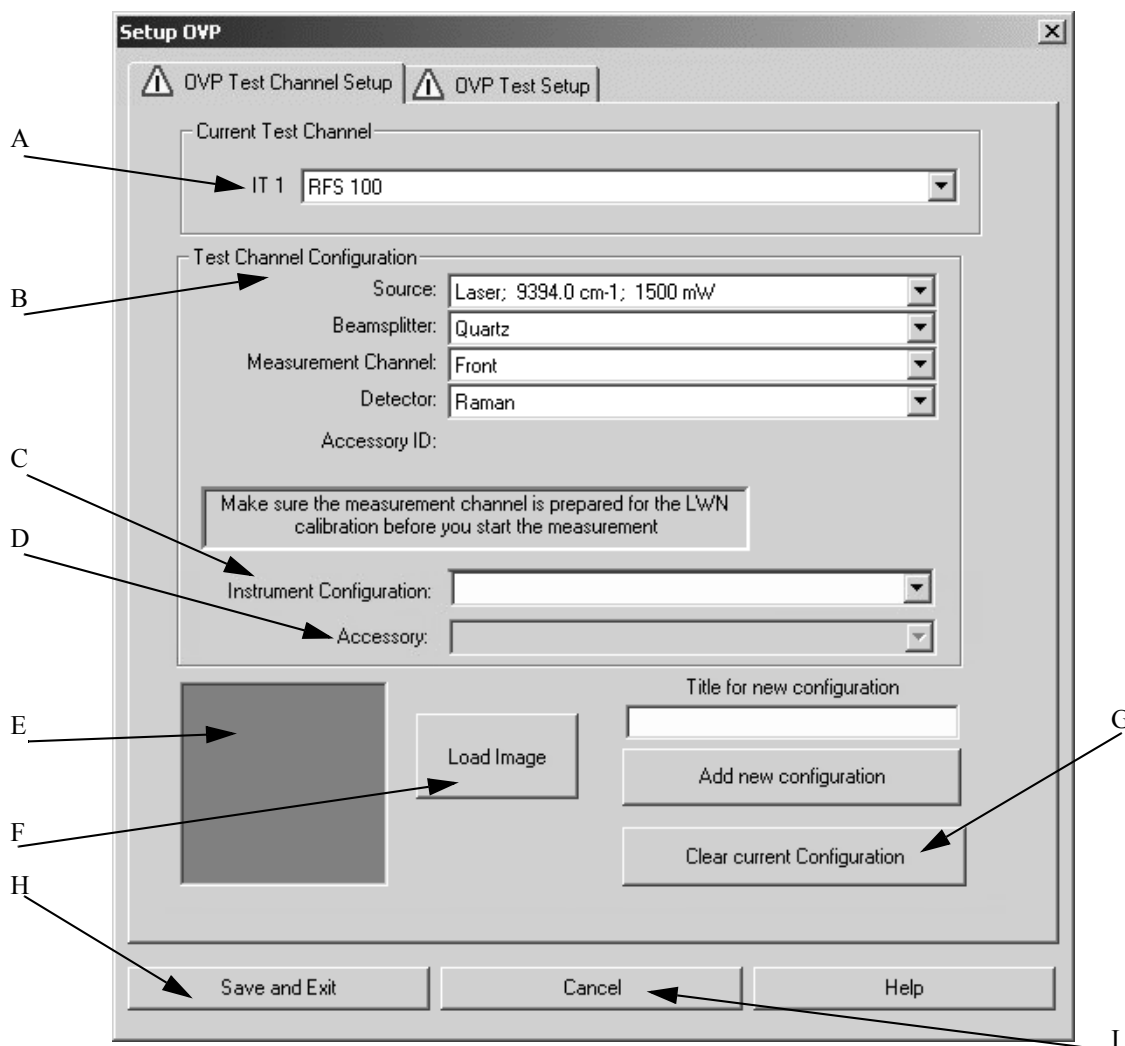 Setup OVP
OVP Test Channel Setup
OVP Test Setup
Current Test Channel
A
IT 1
RFS 100
Test Channel Configuration
B
Source:
Laser; 9394.0 cm-1; 1500 mW
Beamsplitter:
Quartz
Measurement Channel:
Front
Detector:
Raman
Accessory ID:
C
Make sure the measurement channel is prepared for the LWN
calibration before you start the measurement
D
Instrument Configuration:
Accessory:
Title for new configuration
E
G
Load Image
Add new configuration
F
Clear current Configuration
H
Save and Exit
Cancel
Help
I